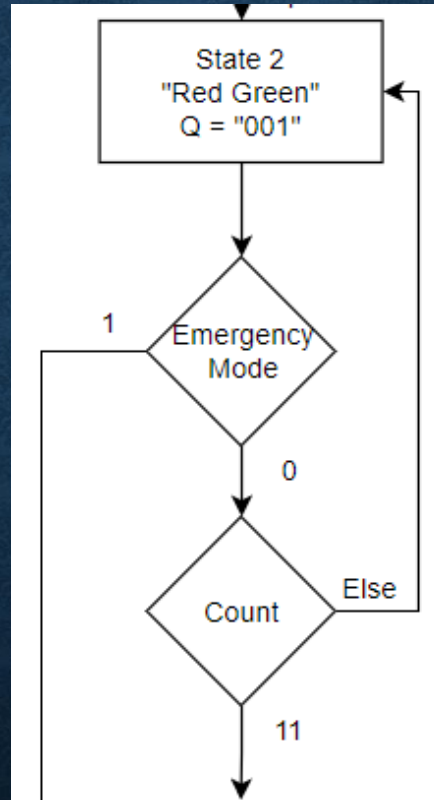 State 2
"Red Green"
Q = "001"
1
Emergency
Mode
0
Else
Count
11